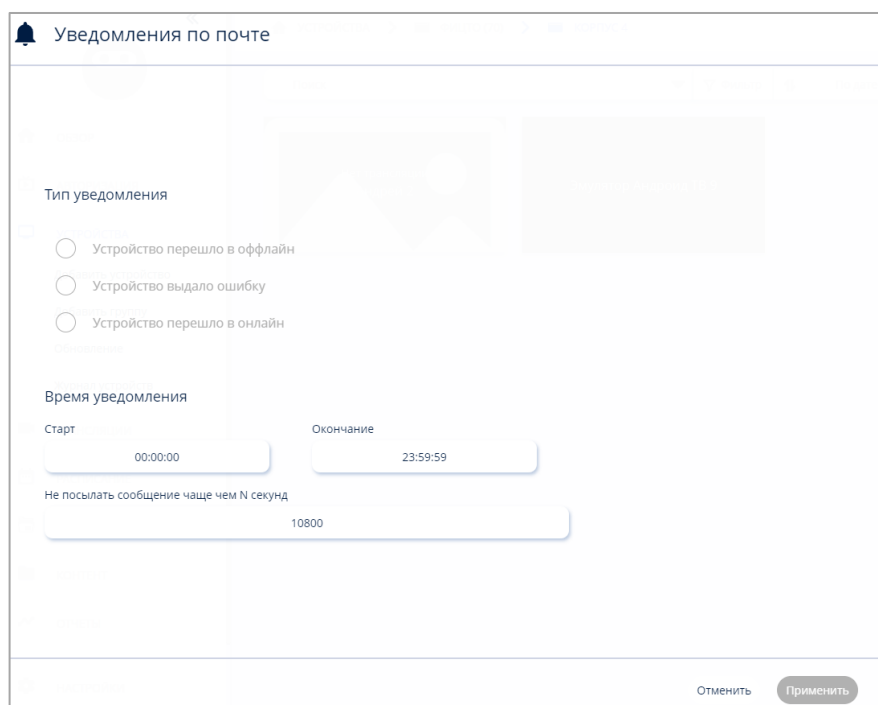 Уведомления по почте
Тип уведомления
Устройство перешло в оффлайн
Устройство выдало ошибку
Устройство перешло в онлайн
Время уведомления
Старт
Окончание
00:00:00
23:59:59
Не посылать сообщение чаще чем N секунд
10800
Отменить
Применить